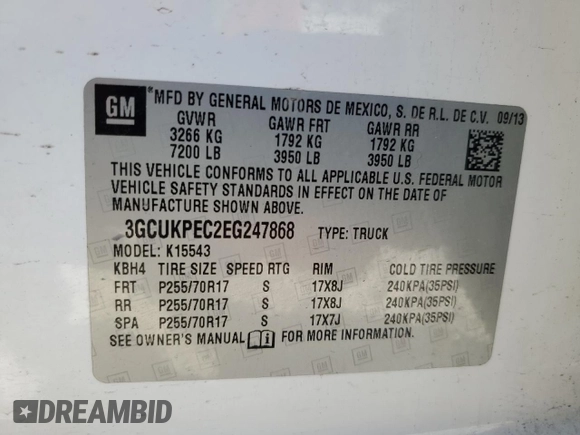 GM
*MFD BY GENERAL MOTORS DE MEXICO, S. DE R.L. DE C.V. 09/13
GVWR GAWR FRT GAWR RR
3266 KG 1792 KG 1792 KG
7200 LB 3950 LB 3950 LB
THIS VEHICLE CONFORMS TO ALL APPLICABLE U.S. FEDERAL MOTOR
VEHICLE SAFETY STANDARDS IN EFFECT ON THE DATE OF
MANUFACTURE SHOWN ABOVE.
3GCUKPEC2EG247868 TYPE: TRUCK
MODEL: K15543
KBH4 TIRE SIZE SPEED RTG RIM COLD TIRE PRESSURE
FRT P255/70R17 S 17X8J 240KPA(35PSI)
RR P255/70R17 S 17X8J 240KPA(35PSI)
SPA P255/70R17 S 17X7J 240KPA(35PSI)
SEE OWNER'S MANUAL FOR MORE INFORMATION.
DREAMBID